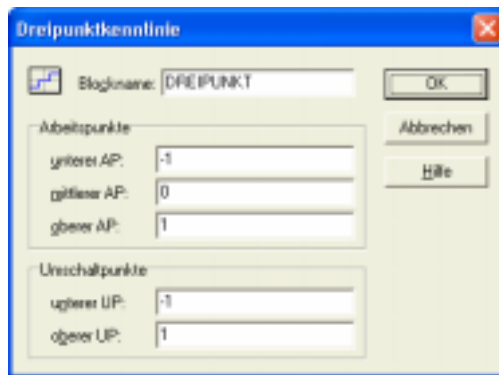 Dreipunktkennlinie
Blockname: DREIPUNKT
OK
Abbrechen
Hilfe
Arbeitspunkte
unterer AP: -1
mittlerer AP: 0
oberer AP: 1
Umschaltpunkte
unterer UP: -1
oberer UP: 1